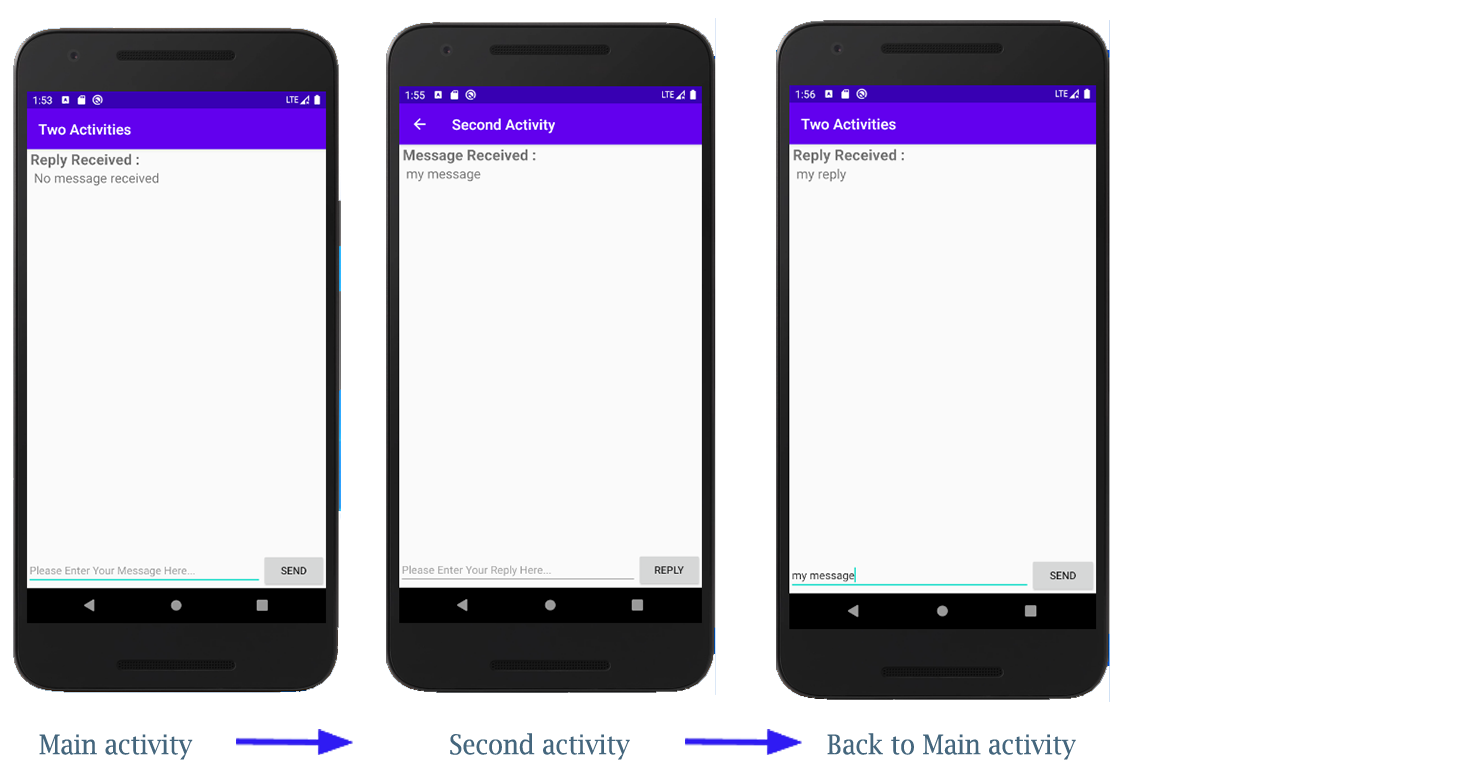 1:53 LTE
Two Activities
Reply Received :
No message received
Please Enter Your Message Here...
SEND
1:55 LTE
Second Activity
Message Received :
my message
Please Enter Your Reply Here...
REPLY
1:56 LTE
Two Activities
Reply Received :
my reply
my message
SEND
Main activity
Second activity
Back to Main activity